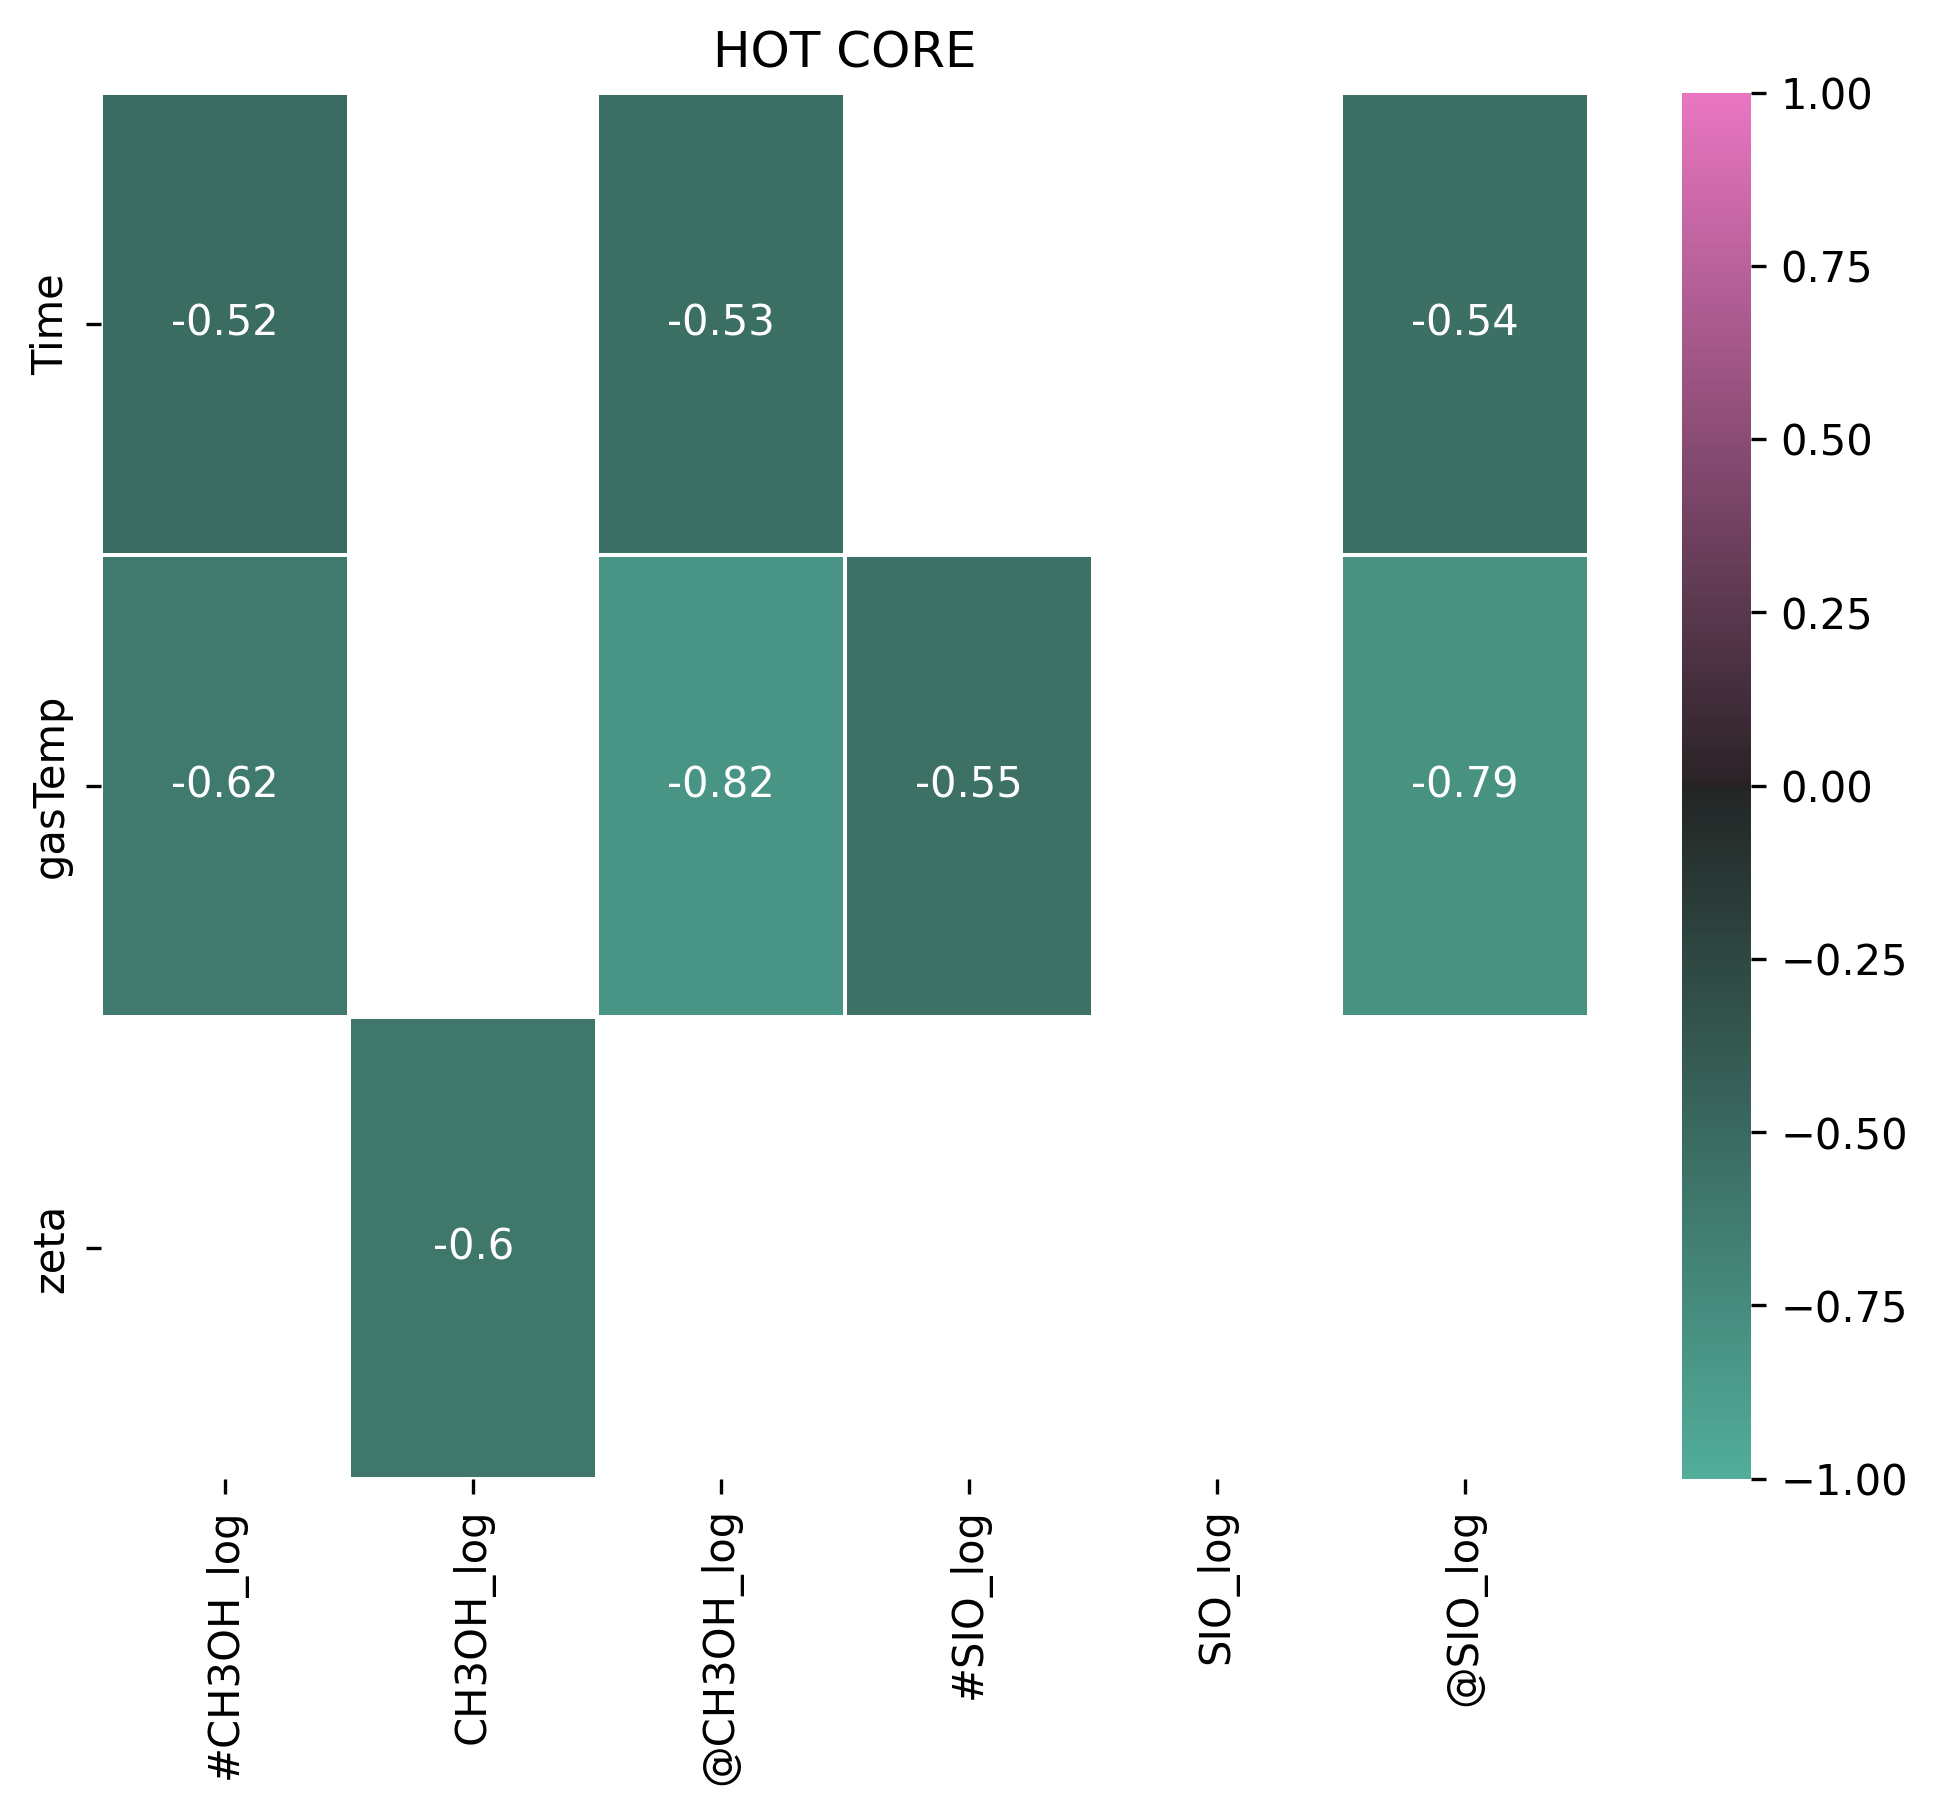 HOT CORE
Time
gasTemp
zeta
-0.52
-0.53
-0.54
-0.62
-0.82
-0.55
-0.79
-0.6
#CH3OH_log
CH3OH_log
@CH3OH_log
#SIO_log
SIO_log
@SIO_log
1.00
0.75
0.50
0.25
0.00
−0.25
−0.50
−0.75
−1.00